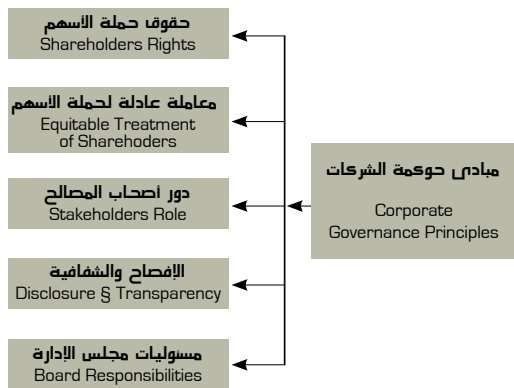 حقوق حملة الأسهم
Shareholders Rights
معاملة عادلة لحملة الأسهم
Equitable Treatment
of Sharehoders
دور أصحاب المصالح
Stakeholders Role
الإفصاح والشفافية
Disclosure § Transparency
مسئوليات مجلس الإدارة
Board Responsibilities
مبادئ حوكمة الشركات
Corporate
Governance Principles